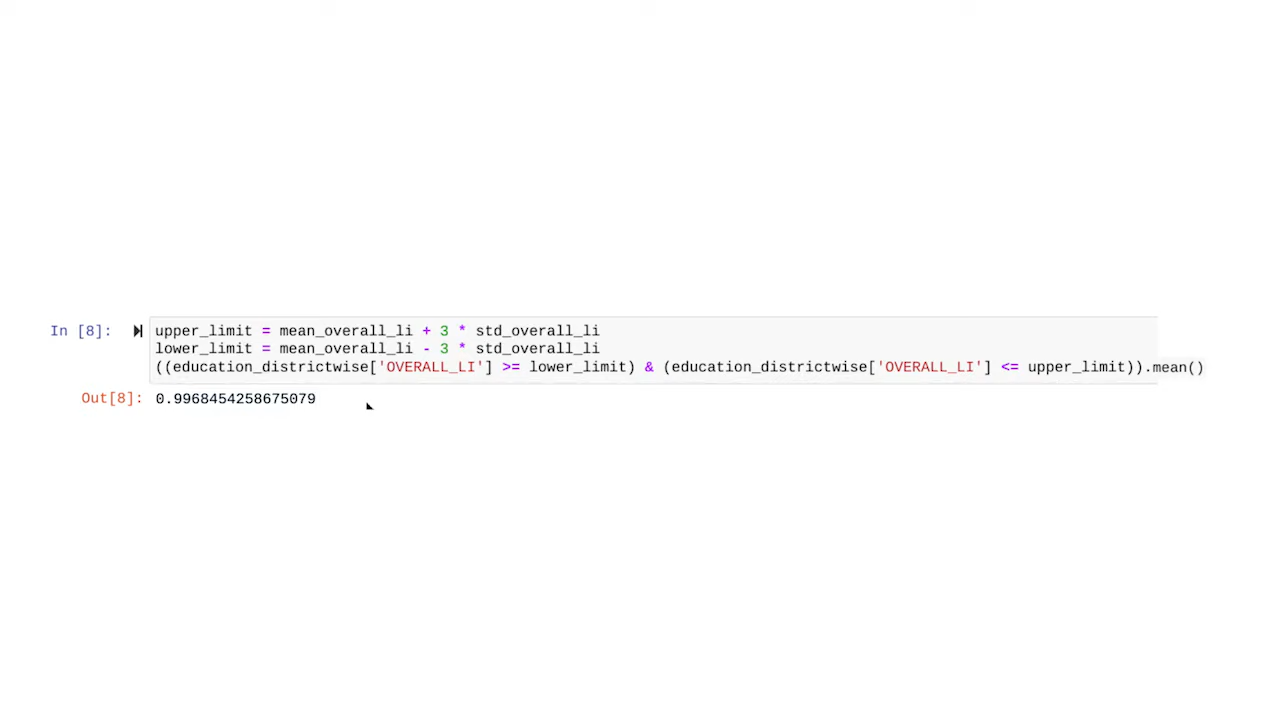 In [8]: upper_limit = mean_overall_li + 3 * std_overall_li
lower_limit = mean_overall_li - 3 * std_overall_li
((education_districtwise['OVERALL_LI'] >= lower_limit) & (education_districtwise['OVERALL_LI'] <= upper_limit)).mean()
Out[8]: 0.9968454258675079